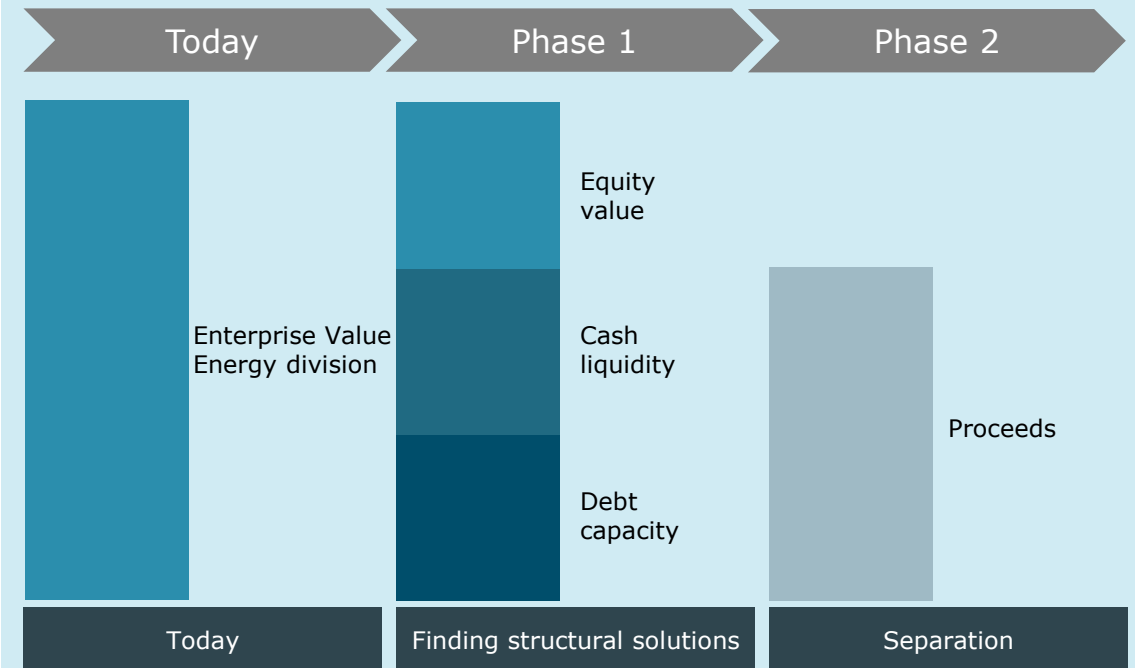 Today
Phase 1
Phase 2
Enterprise Value
Energy division
Equity
value
Cash
liquidity
Debt
capacity
Proceeds
Today
Finding structural solutions
Separation